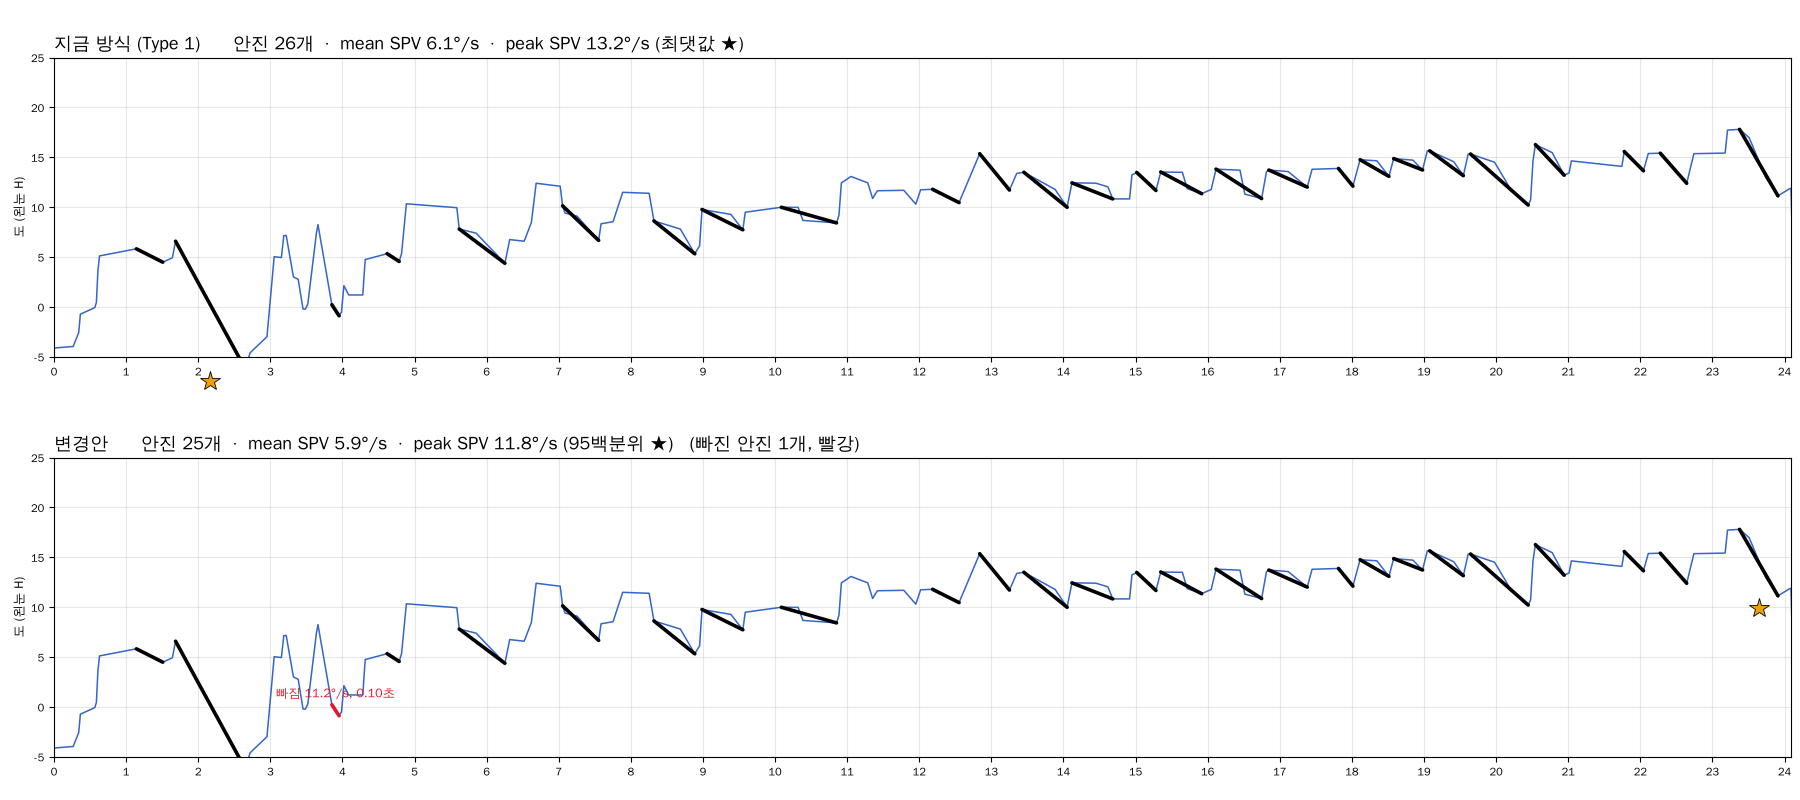 지금 방식 (Type 1) 안진 26개 · mean SPV 6.1°/s · peak SPV 13.2°/s (최댓값 ★)
25
20
15
10
5
0
-5
도 (왼눈 H)
0 1 2 3 4 5 6 7 8 9 10 11 12 13 14 15 16 17 18 19 20 21 22 23 24
변경안 안진 25개 · mean SPV 5.9°/s · peak SPV 11.8°/s (95백분위 ★) (빠진 안진 1개, 빨강)
25
20
15
10
5
0
-5
도 (왼눈 H)
빠짐 11.2°/s, 0.10초
0 1 2 3 4 5 6 7 8 9 10 11 12 13 14 15 16 17 18 19 20 21 22 23 24